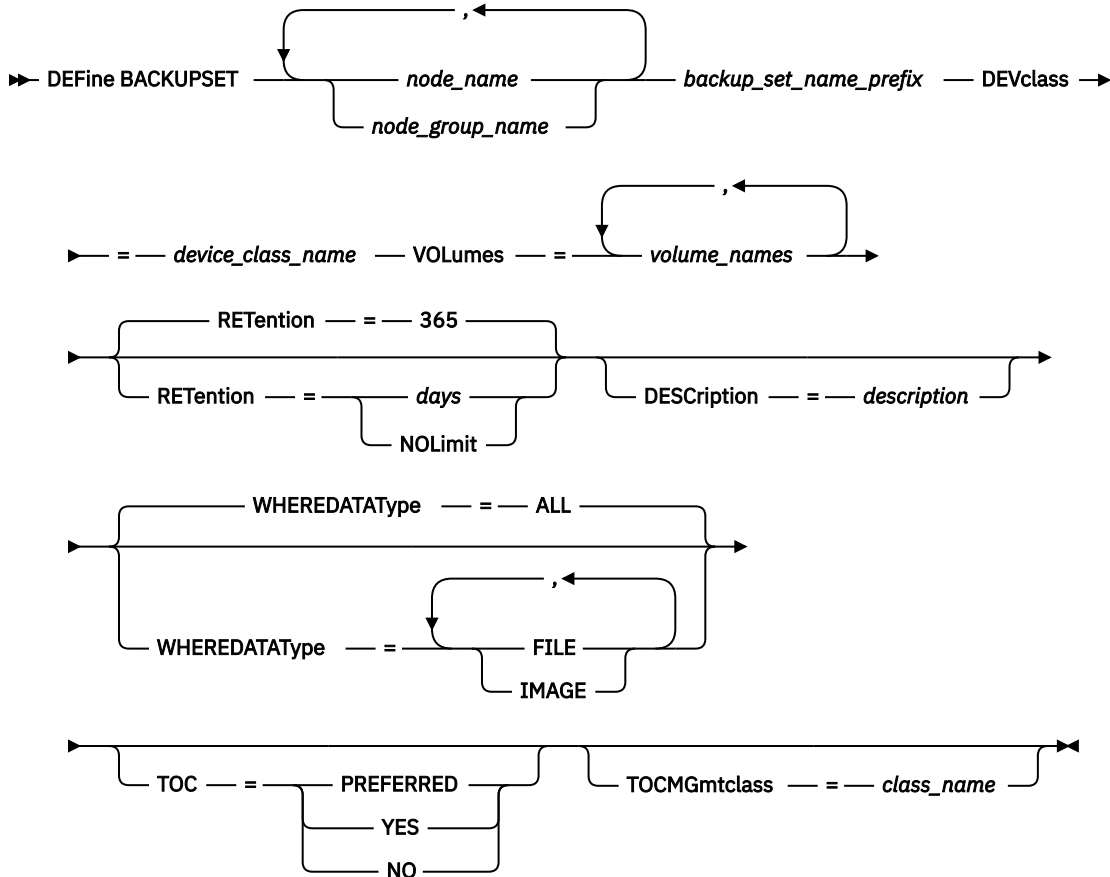 ,
DEFine BACKUPSET node_name backup_set_name_prefix DEVclass
node_group_name
,
= device_class_name VOLumes = volume_names
RETention = 365
RETention = days DESCription = description
NOLimit
WHEREDATAType = ALL
,
WHEREDATAType = FILE
IMAGE
TOC = PREFERRED TOCMGmtclass = class_name
YES
NO